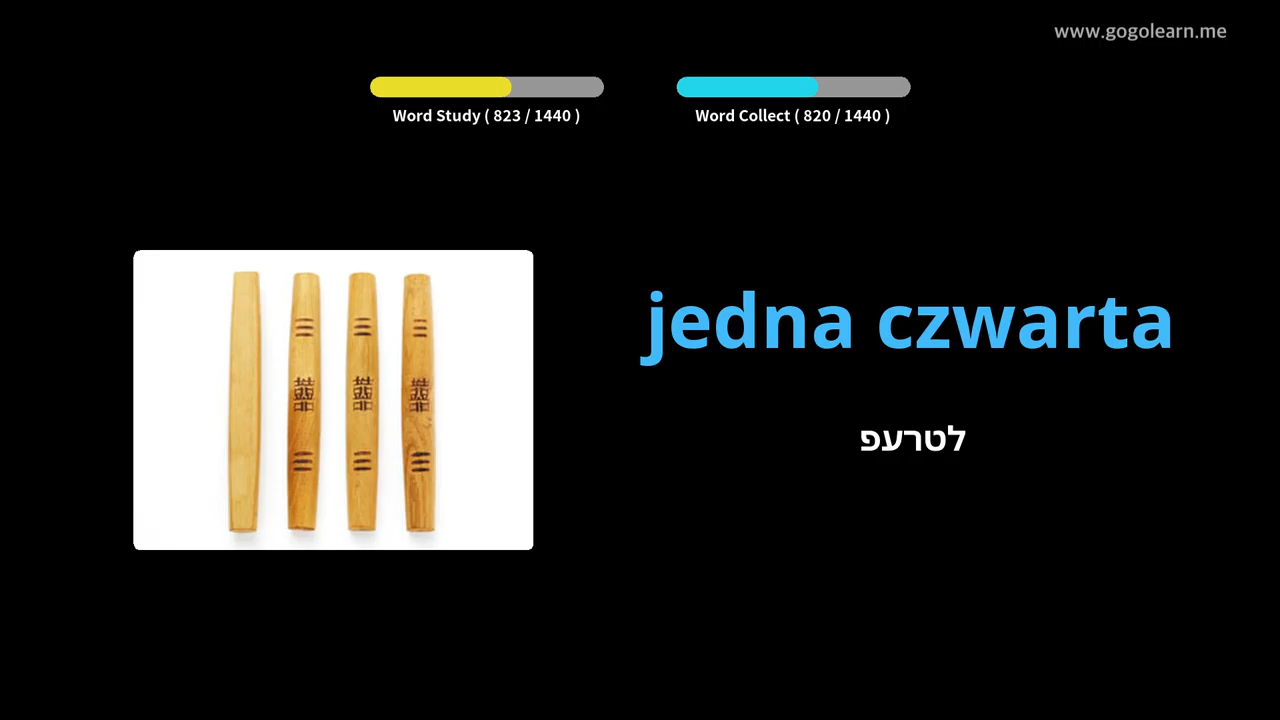 www.gogolearn.me
Word Study ( 823 / 1440 )
Word Collect ( 820 / 1440 )
jedna czwarta
לטרעפ